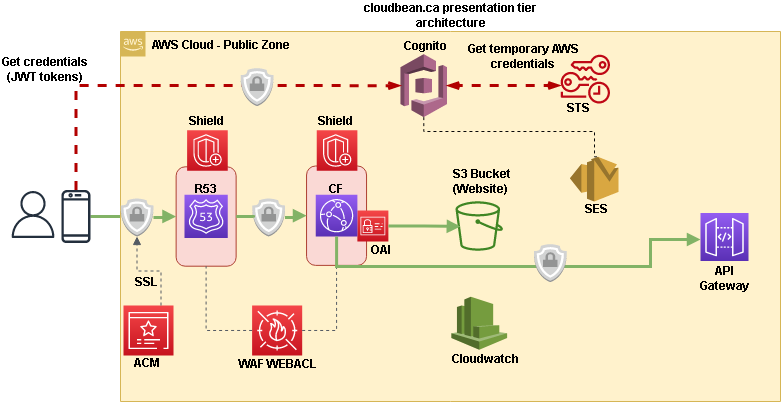 cloudbean.ca presentation tier
architecture
aws
AWS Cloud - Public Zone
Get credentials
(JWT tokens)
Cognito
Get temporary AWS
credentials
STS
Shield
Shield
R53
53
CF
S3 Bucket
(Website)
SES
OAI
API
Gateway
SSL
ACM
WAF WEBACL
Cloudwatch